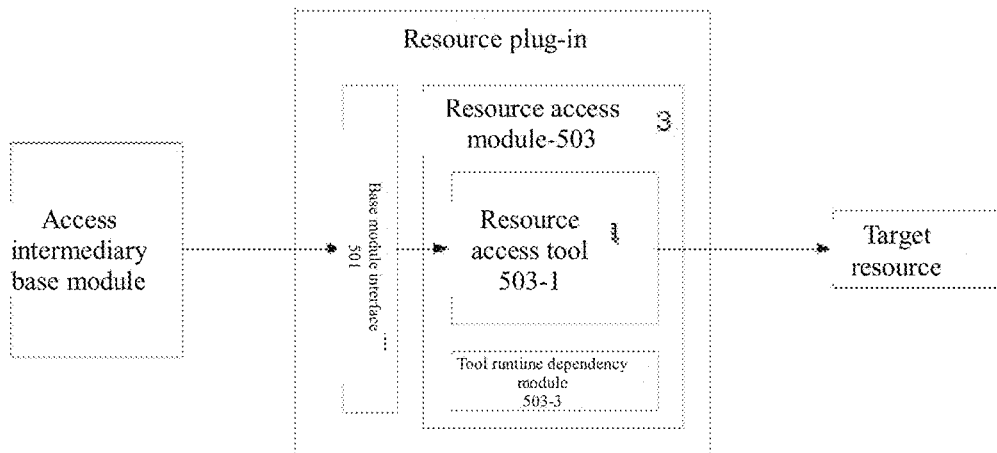 Resource plug-in
Access
intermediary
base module
Base module interface
501
Resource access
module-503
3
Resource
access tool
503-1
1
Tool runtime dependency
module
503-3
Target
resource